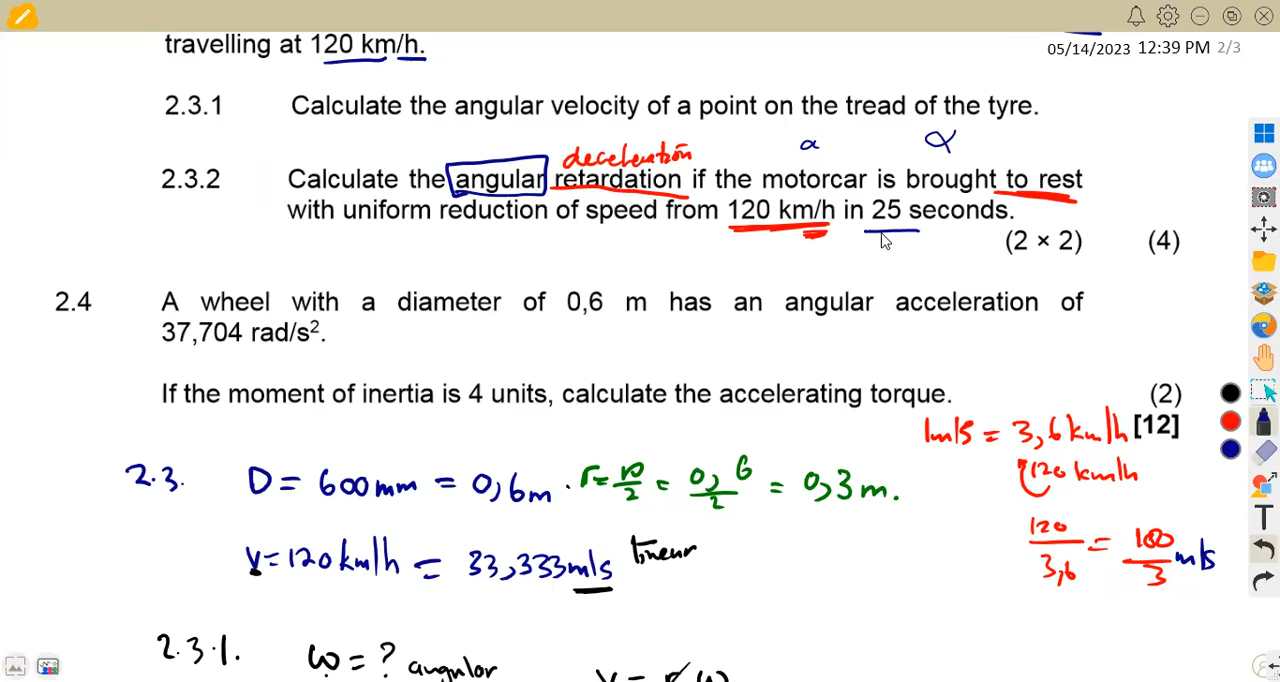 travelling at 120 km/h.
05/14/2023 12:39 PM 2/3
2.3.1 Calculate the angular velocity of a point on the tread of the tyre.
deceleration a α
2.3.2 Calculate the angular retardation if the motorcar is brought to rest
with uniform reduction of speed from 120 km/h in 25 seconds.
(2 × 2) (4)
2.4 A wheel with a diameter of 0,6 m has an angular acceleration of
37,704 rad/s².
If the moment of inertia is 4 units, calculate the accelerating torque. (2)
[12]
1m/s = 3,6 km/h
120 km/h
2.3. D = 600mm = 0,6m . r = D/2 = 0,6/2 = 0,3 m.
120/3,6 = 100/3 m/s
v = 120 km/h = 33,333 m/s linear
2.3.1. ω = ? angular
v = r ω
T